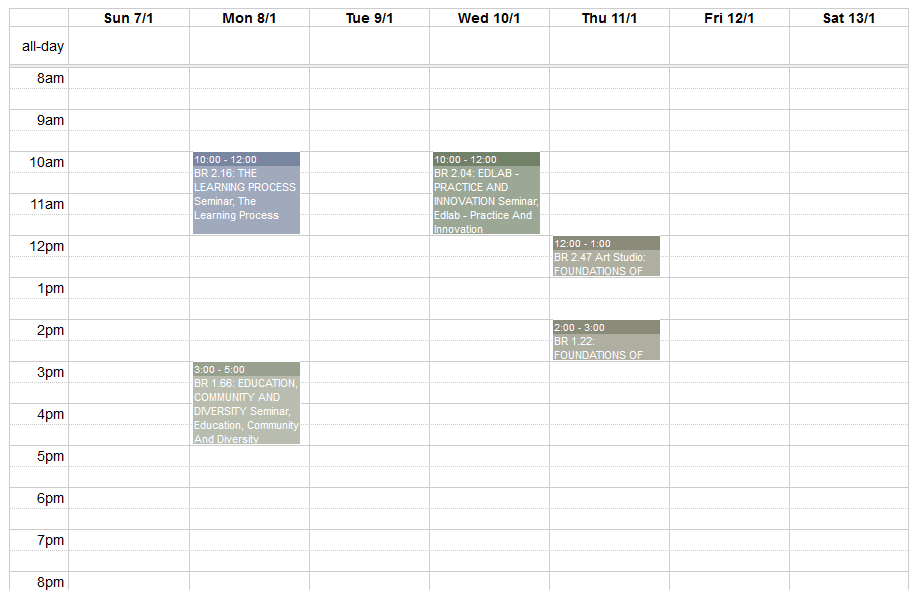 Sun 7/1 Mon 8/1 Tue 9/1 Wed 10/1 Thu 11/1 Fri 12/1 Sat 13/1
all-day
8am
9am
10am
10:00 - 12:00
BR 2.16: THE
LEARNING PROCESS
Seminar, The
Learning Process
10:00 - 12:00
BR 2.04: EDLAB -
PRACTICE AND
INNOVATION Seminar,
Edlab - Practice And
Innovation
11am
12pm
12:00 - 1:00
BR 2.47 Art Studio:
FOUNDATIONS OF
1pm
2pm
2:00 - 3:00
BR 1.22:
FOUNDATIONS OF
3pm
3:00 - 5:00
BR 1.66: EDUCATION,
COMMUNITY AND
DIVERSITY Seminar,
Education, Community
And Diversity
4pm
5pm
6pm
7pm
8pm